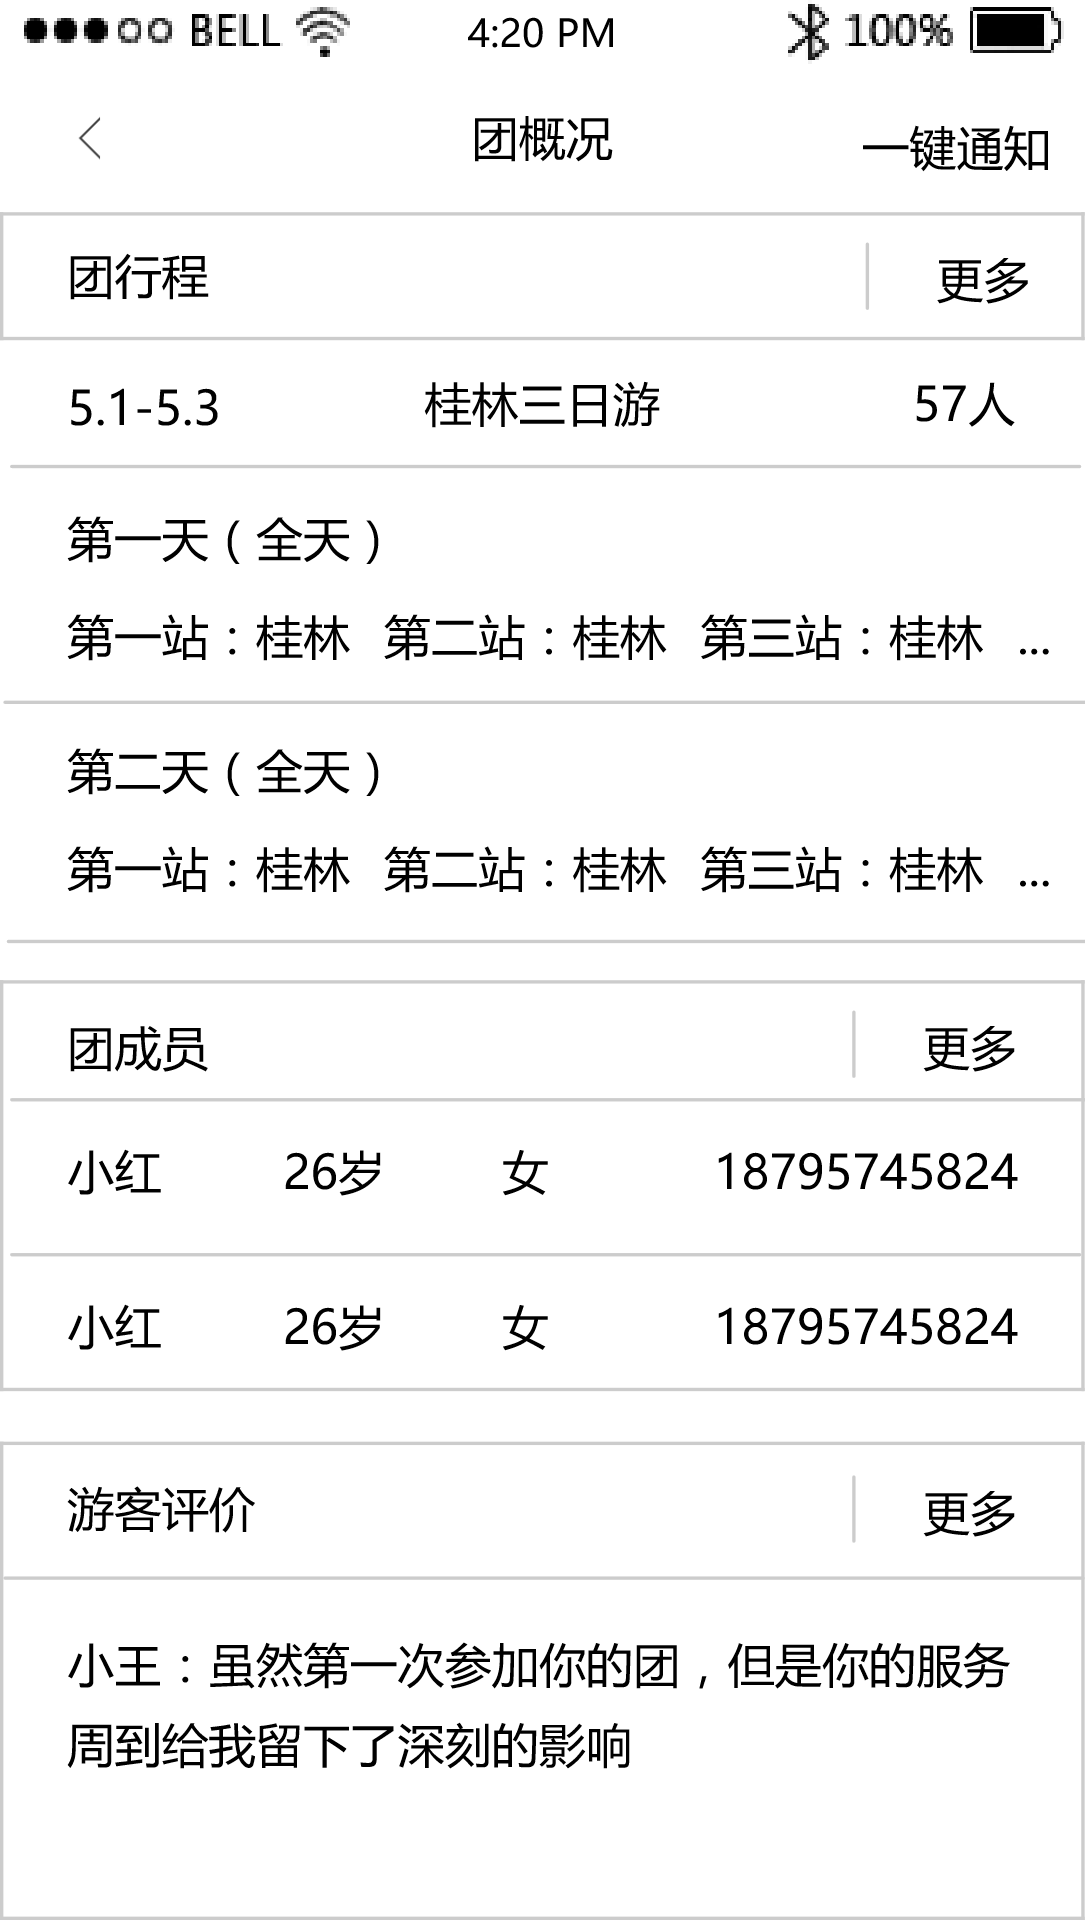 BELL 4:20 PM 100%
团概况 一键通知
团行程 更多
5.1-5.3 桂林三日游 57人
第一天（全天）
第一站：桂林 第二站：桂林 第三站：桂林 ...
第二天（全天）
第一站：桂林 第二站：桂林 第三站：桂林 ...
团成员 更多
小红 26岁 女 18795745824
小红 26岁 女 18795745824
游客评价 更多
小王：虽然第一次参加你的团，但是你的服务
周到给我留下了深刻的影响